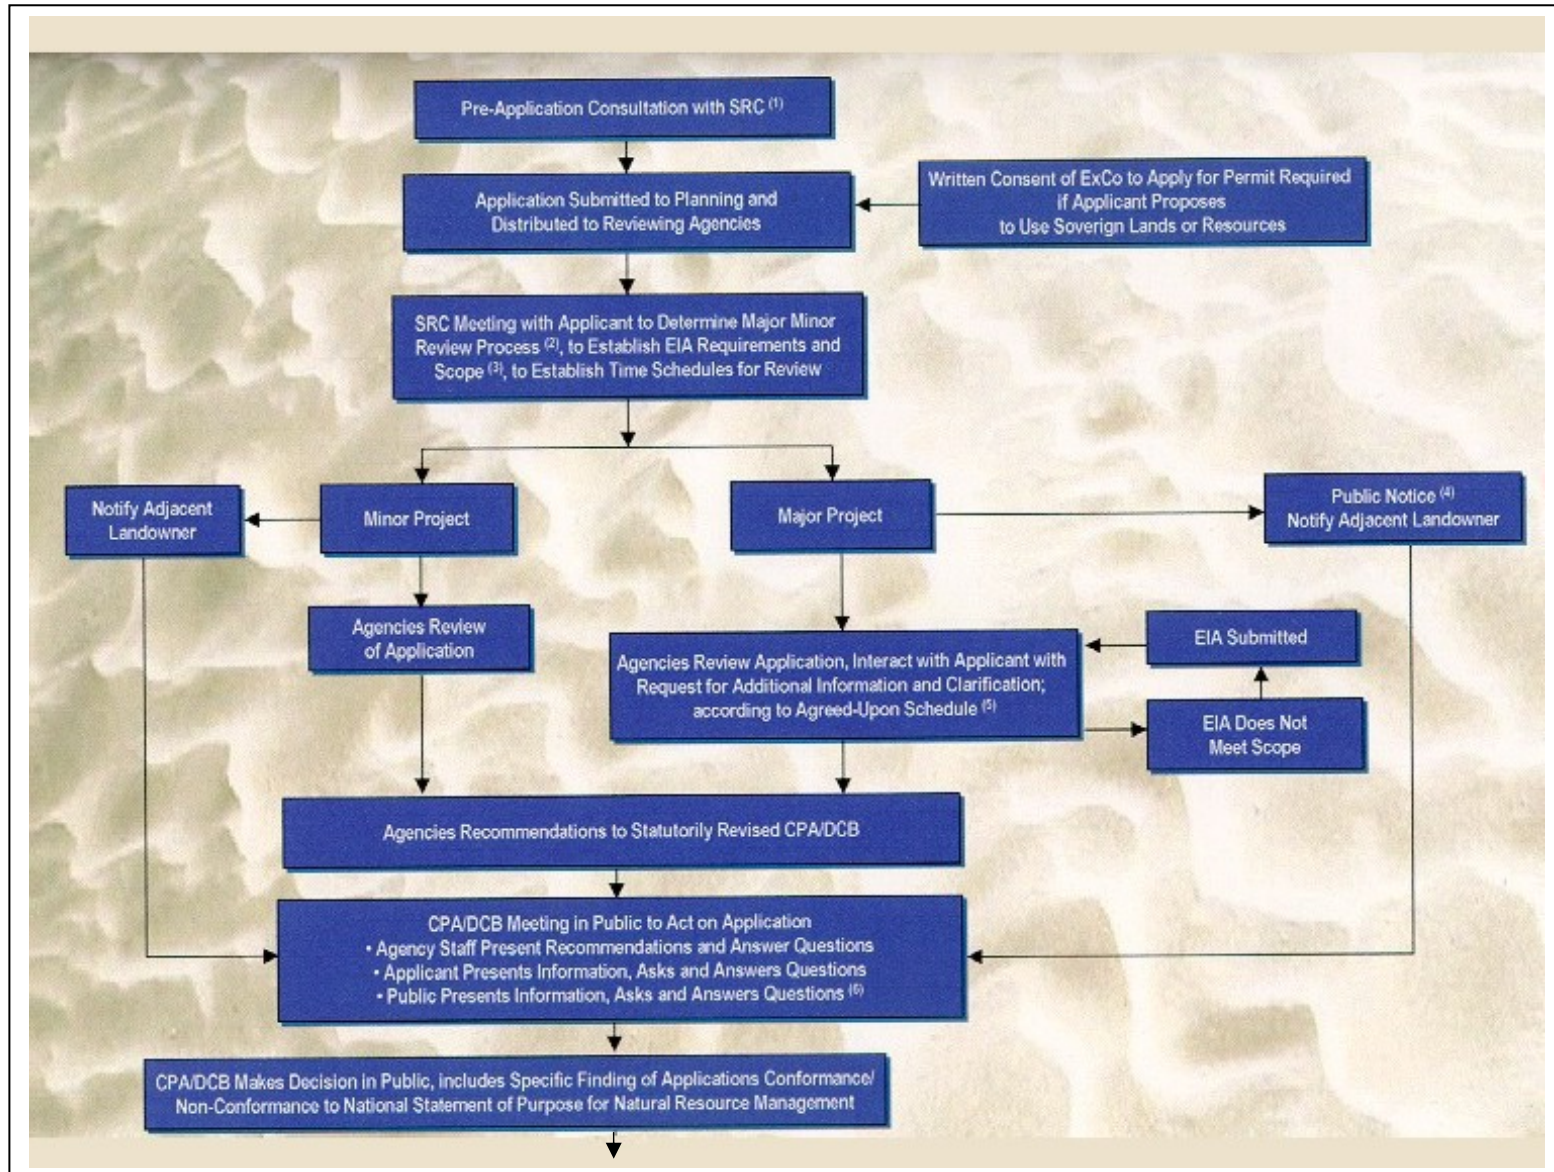 Pre-Application Consultation with SRC (1)
Application Submitted to Planning and
Distributed to Reviewing Agencies
Written Consent of ExCo to Apply for Permit Required
if Applicant Proposes
to Use Soverign Lands or Resources
SRC Meeting with Applicant to Determine Major Minor
Review Process (2), to Establish EIA Requirements and
Scope (3), to Establish Time Schedules for Review
Notify Adjacent
Landowner
Minor Project
Major Project
Public Notice (4)
Notify Adjacent Landowner
Agencies Review
of Application
Agencies Review Application, Interact with Applicant with
Request for Additional Information and Clarification;
according to Agreed-Upon Schedule (5)
EIA Submitted
EIA Does Not
Meet Scope
Agencies Recommendations to Statutorily Revised CPA/DCB
CPA/DCB Meeting in Public to Act on Application
• Agency Staff Present Recommendations and Answer Questions
• Applicant Presents Information, Asks and Answers Questions
• Public Presents Information, Asks and Answers Questions (6)
CPA/DCB Makes Decision in Public, includes Specific Finding of Applications Conformance/
Non-Conformance to National Statement of Purpose for Natural Resource Management